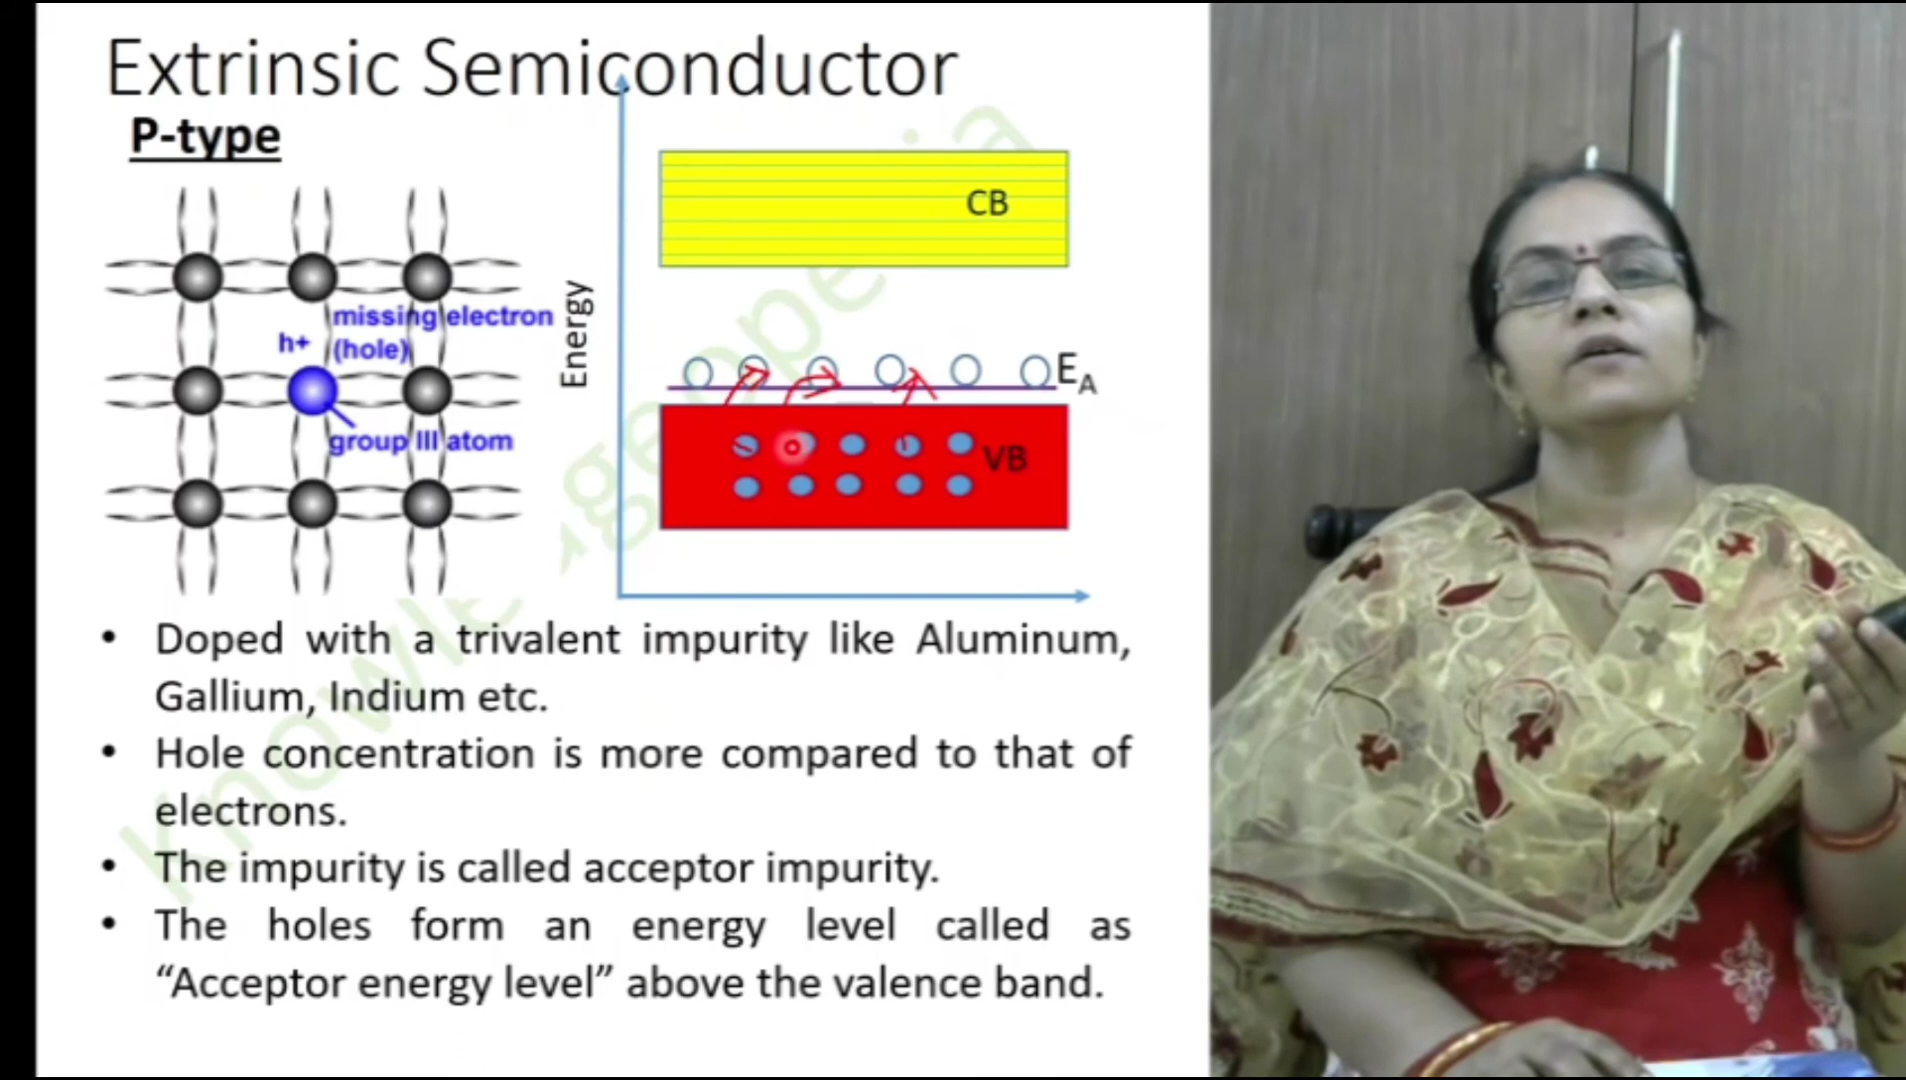 Extrinsic Semiconductor
P-type
missing electron
h+ (hole)
group III atom
Energy
CB
EA
VB
• Doped with a trivalent impurity like Aluminum,
Gallium, Indium etc.
• Hole concentration is more compared to that of
electrons.
• The impurity is called acceptor impurity.
• The holes form an energy level called as
“Acceptor energy level” above the valence band.